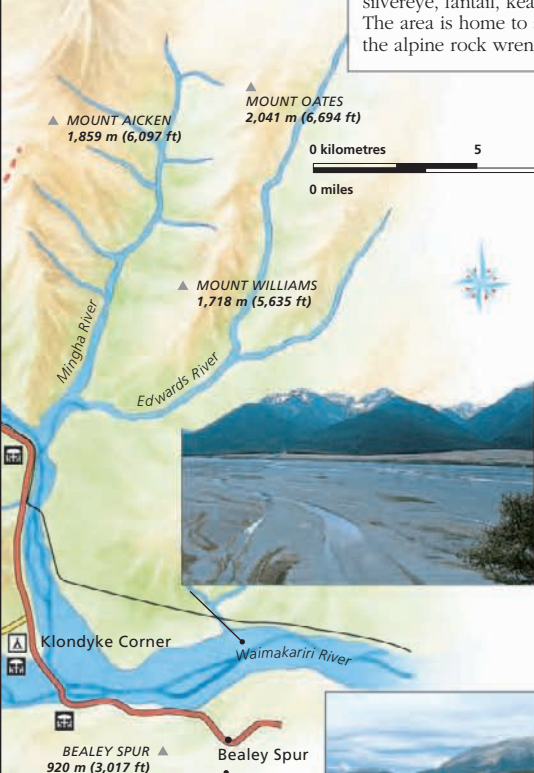 silvereye, fantail, kea
The area is home to
the alpine rock wren
MOUNT OATES
2,041 m (6,694 ft)
MOUNT AICKEN
1,859 m (6,097 ft)
0 kilometres 5
0 miles
MOUNT WILLIAMS
1,718 m (5,635 ft)
Mingha River
Edwards River
Klondyke Corner
Waimakariri River
BEALEY SPUR
920 m (3,017 ft)
Bealey Spur